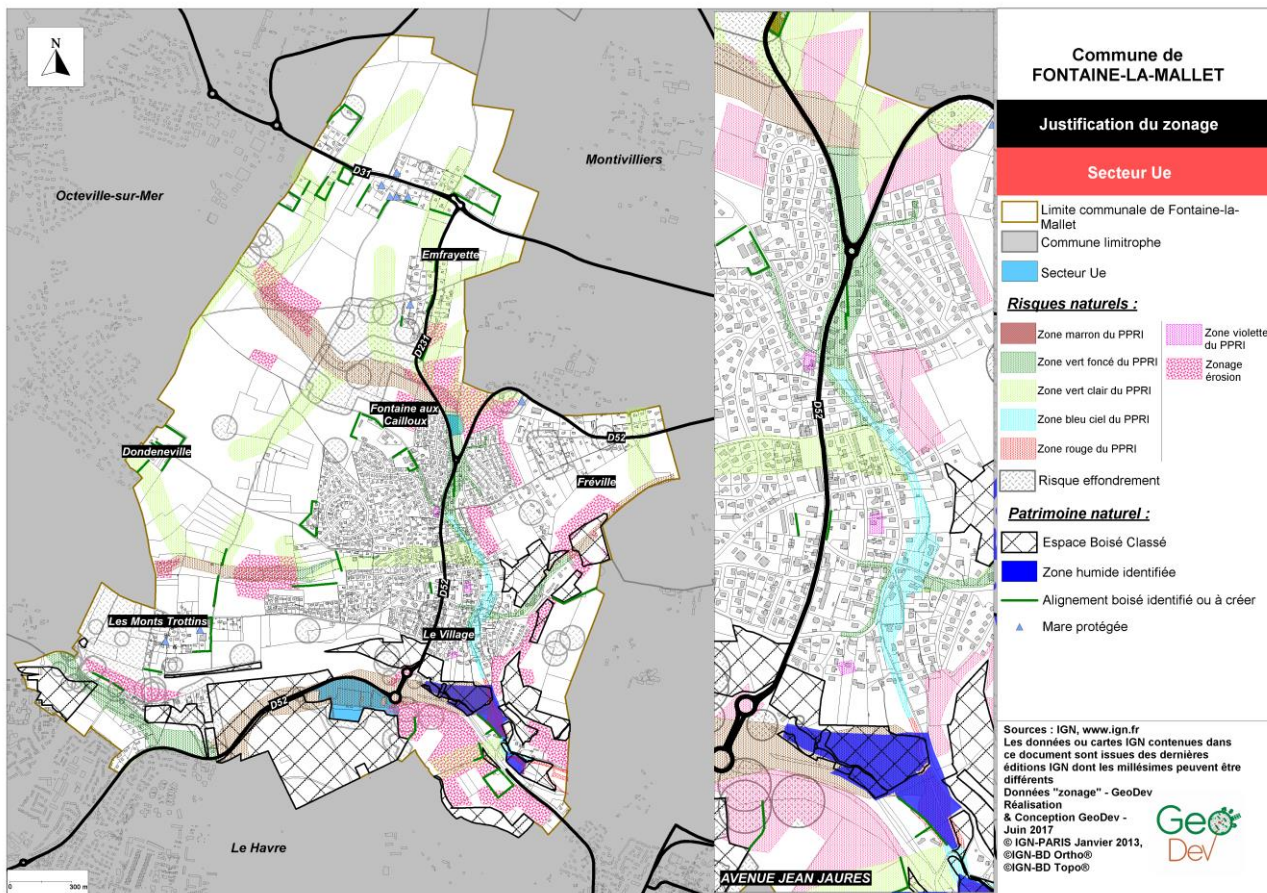 N
Octeville-sur-Mer
Montivilliers
D31
Emfrayette
D231
Fontaine aux
Cailloux
D52
Dondeneville
Fréville
D52
Les Monts Trottins
Le Village
D52
Le Havre
0
300 m
D52
AVENUE JEAN JAURES
Commune de
FONTAINE-LA-MALLET
Justification du zonage
Secteur Ue
Limite communale de Fontaine-la-
Mallet
Commune limitrophe
Secteur Ue
Risques naturels :
Zone marron du PPRI
Zone vert foncé du PPRI
Zone vert clair du PPRI
Zone bleu ciel du PPRI
Zone rouge du PPRI
Zone violette
du PPRI
Zonage
érosion
Risque effondrement
Patrimoine naturel :
Espace Boisé Classé
Zone humide identifiée
Alignement boisé identifié ou à créer
Mare protégée
Sources : IGN, www.ign.fr
Les données ou cartes IGN contenues dans
ce document sont issues des dernières
éditions IGN dont les millésimes peuvent être
différents
Données "zonage" - GeoDev
Réalisation
& Conception GeoDev -
Juin 2017
© IGN-PARIS Janvier 2013,
©IGN-BD Ortho®
©IGN-BD Topo®
Geo
Dev